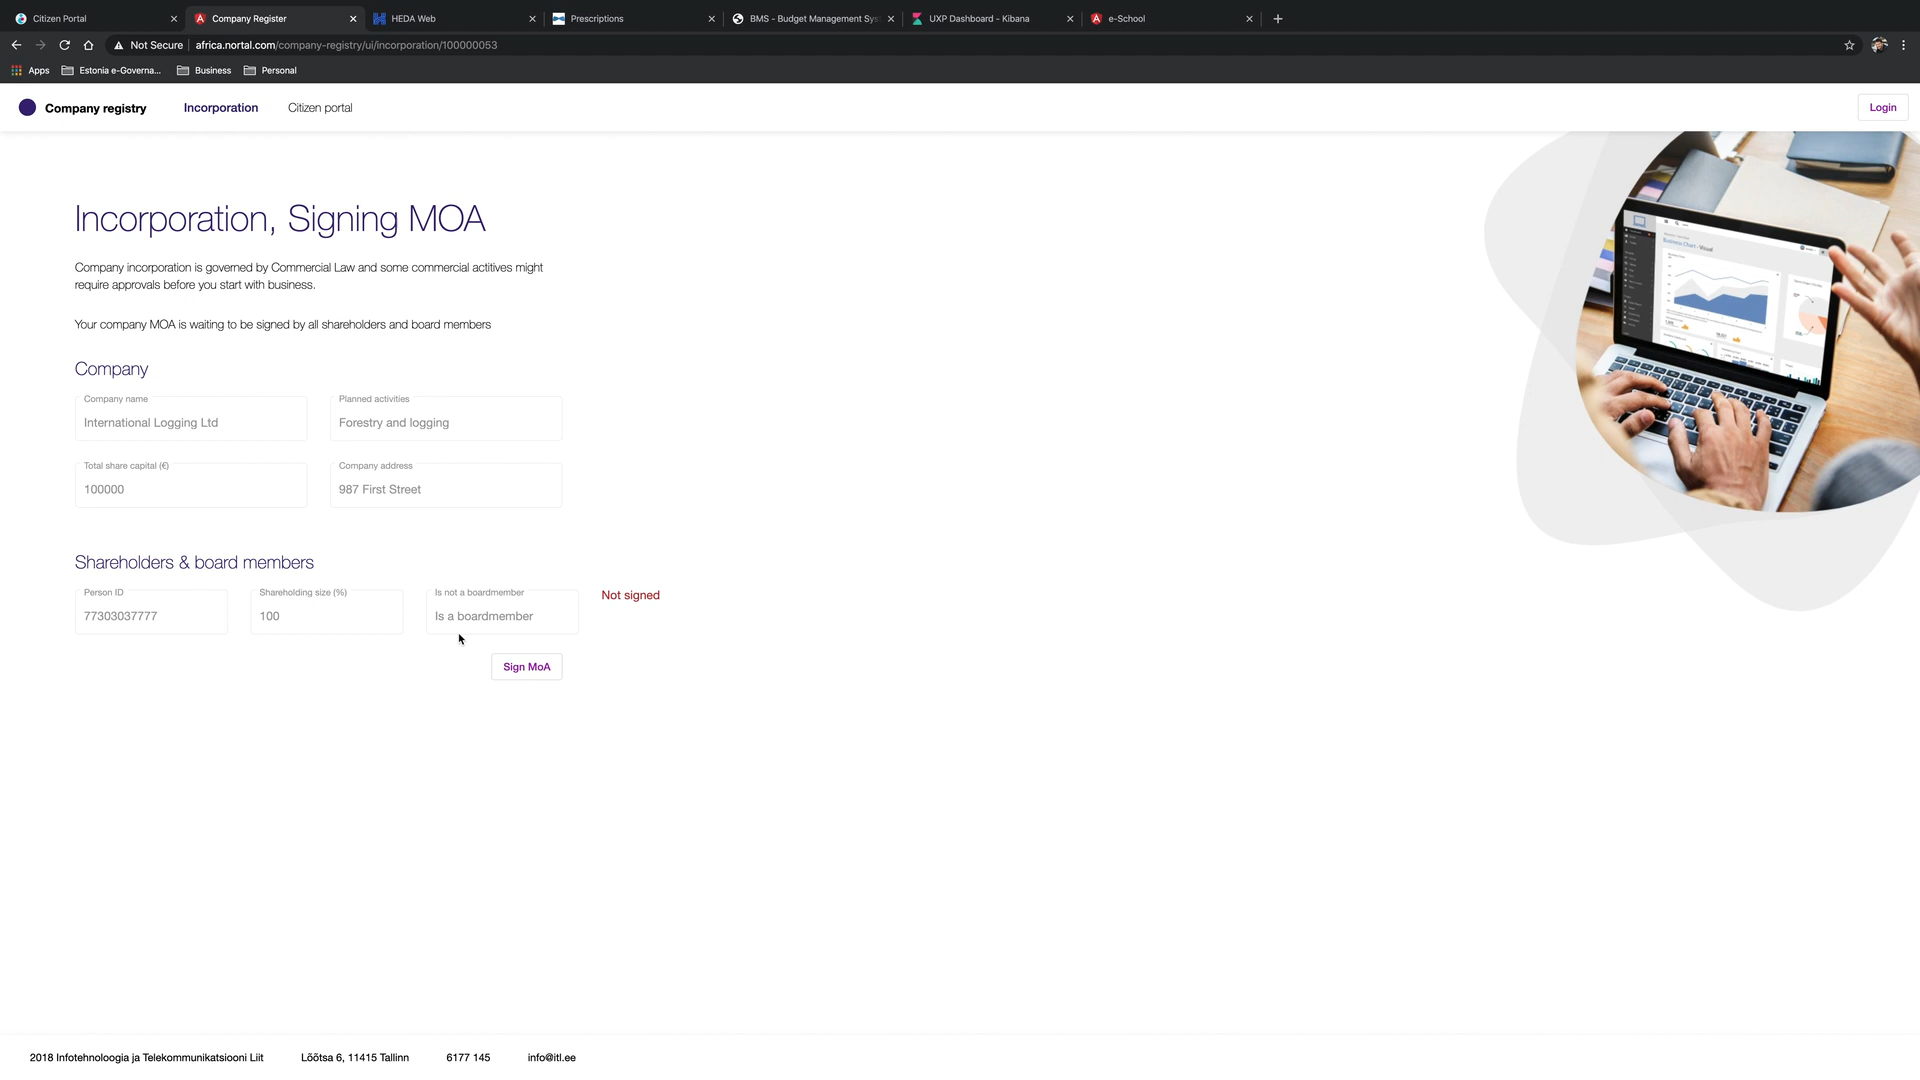 Citizen Portal
Company Register
HEDA Web
Prescriptions
BMS - Budget Management Sys
UXP Dashboard - Kibana
e-School
Not Secure
africa.nortal.com/company-registry/ui/incorporation/100000053
Apps
Estonia e-Governa...
Business
Personal
Company registry
Incorporation
Citizen portal
Login
Incorporation, Signing MOA
Company incorporation is governed by Commercial Law and some commercial actitives might
require approvals before you start with business.
Your company MOA is waiting to be signed by all shareholders and board members
Company
Company name
International Logging Ltd
Planned activities
Forestry and logging
Total share capital (€)
100000
Company address
987 First Street
Shareholders & board members
Person ID
77303037777
Shareholding size (%)
100
Is not a boardmember
Is a boardmember
Not signed
Sign MoA
2018 Infotehnoloogia ja Telekommunikatsiooni Liit
Lõõtsa 6, 11415 Tallinn
6177 145
info@itl.ee